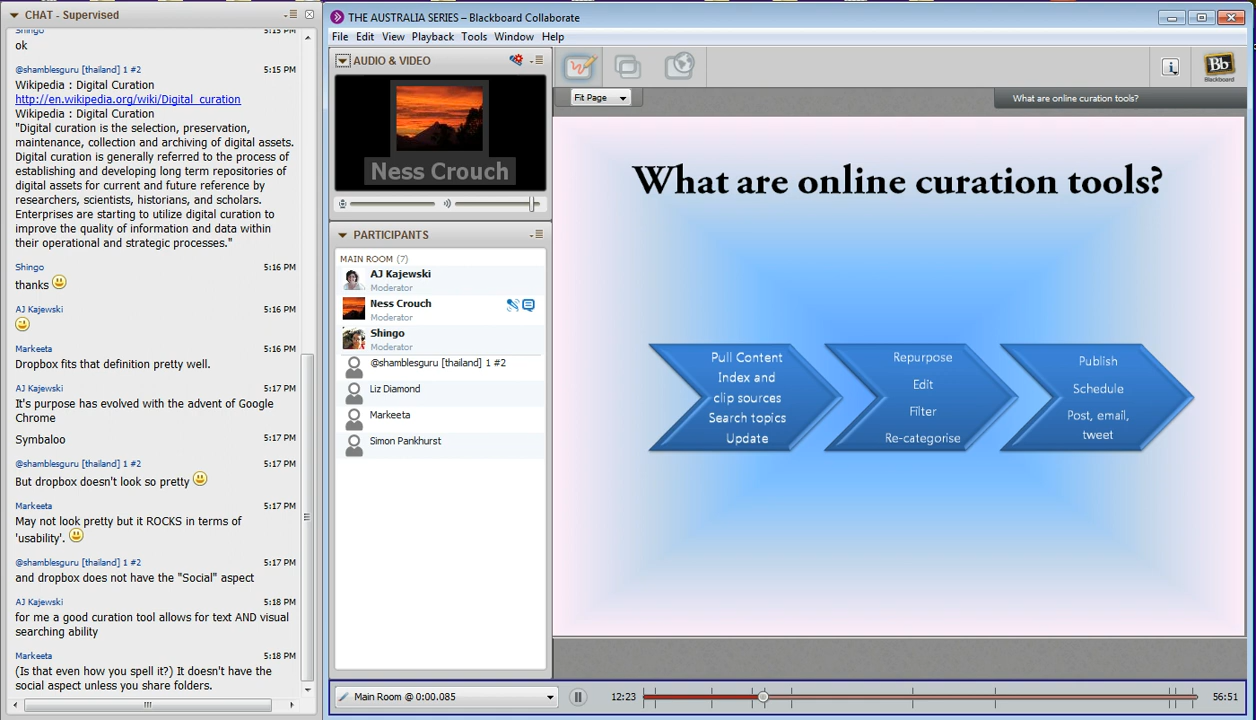 CHAT - Supervised
Shingo 5:15 PM
ok
@shamblesguru [thailand] 1 #2 5:15 PM
Wikipedia : Digital Curation
http://en.wikipedia.org/wiki/Digital_curation
Wikipedia : Digital Curation
"Digital curation is the selection, preservation,
maintenance, collection and archiving of digital assets.
Digital curation is generally referred to the process of
establishing and developing long term repositories of
digital assets for current and future reference by
researchers, scientists, historians, and scholars.
Enterprises are starting to utilize digital curation to
improve the quality of information and data within
their operational and strategic processes."
Shingo 5:16 PM
thanks
AJ Kajewski 5:16 PM
Markeeta 5:16 PM
Dropbox fits that definition pretty well.
AJ Kajewski 5:17 PM
It's purpose has evolved with the advent of Google
Chrome
Symbaloo 5:17 PM
@shamblesguru [thailand] 1 #2 5:17 PM
But dropbox doesn't look so pretty
Markeeta 5:17 PM
May not look pretty but it ROCKS in terms of
'usability'.
@shamblesguru [thailand] 1 #2 5:17 PM
and dropbox does not have the "Social" aspect
AJ Kajewski 5:18 PM
for me a good curation tool allows for text AND visual
searching ability
Markeeta 5:18 PM
(Is that even how you spell it?) It doesn't have the
social aspect unless you share folders.
THE AUSTRALIA SERIES – Blackboard Collaborate
File Edit View Playback Tools Window Help
AUDIO & VIDEO
Ness Crouch
PARTICIPANTS
MAIN ROOM (7)
AJ Kajewski
Moderator
Ness Crouch
Moderator
Shingo
Moderator
@shamblesguru [thailand] 1 #2
Liz Diamond
Markeeta
Simon Pankhurst
Bb
Blackboard
Fit Page
What are online curation tools?
What are online curation tools?
Pull Content
Index and
clip sources
Search topics
Update
Repurpose
Edit
Filter
Re-categorise
Publish
Schedule
Post, email,
tweet
Main Room @ 0:00.085
12:23
56:51